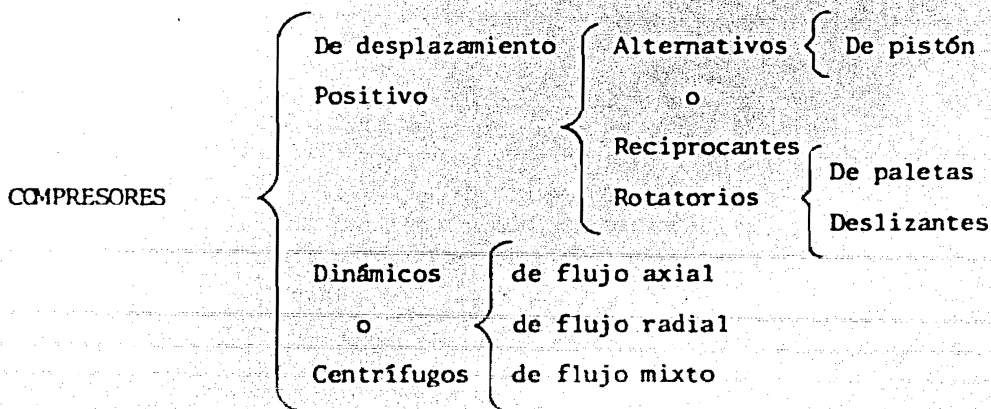 COMPRESORES
De desplazamiento
Positivo
Alternativos
o
Reciprocantes
De pistón
Rotatorios
De paletas
Deslizantes
Dinámicos
o
Centrífugos
de flujo axial
de flujo radial
de flujo mixto